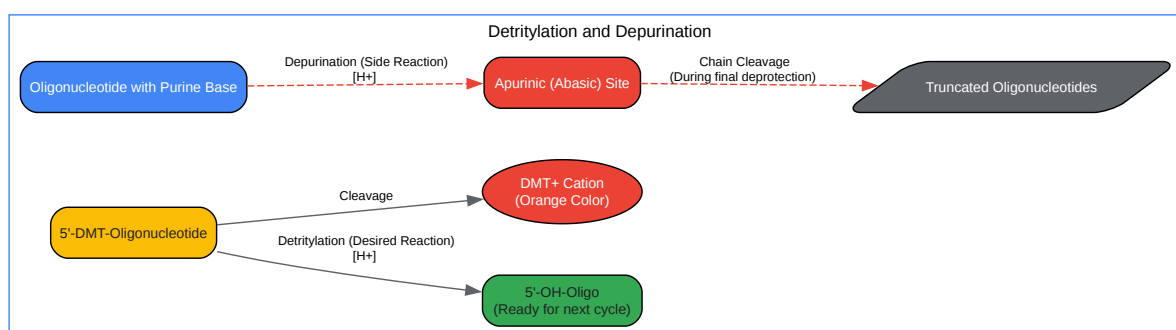 Detritylation and Depurination
Oligonucleotide with Purine Base
Depurination (Side Reaction)
[H+]
Apurinic (Abasic) Site
Chain Cleavage
(During final deprotection)
Truncated Oligonucleotides
5'-DMT-Oligonucleotide
Cleavage
DMT+ Cation
(Orange Color)
Detritylation (Desired Reaction)
[H+]
5'-OH-Oligo
(Ready for next cycle)